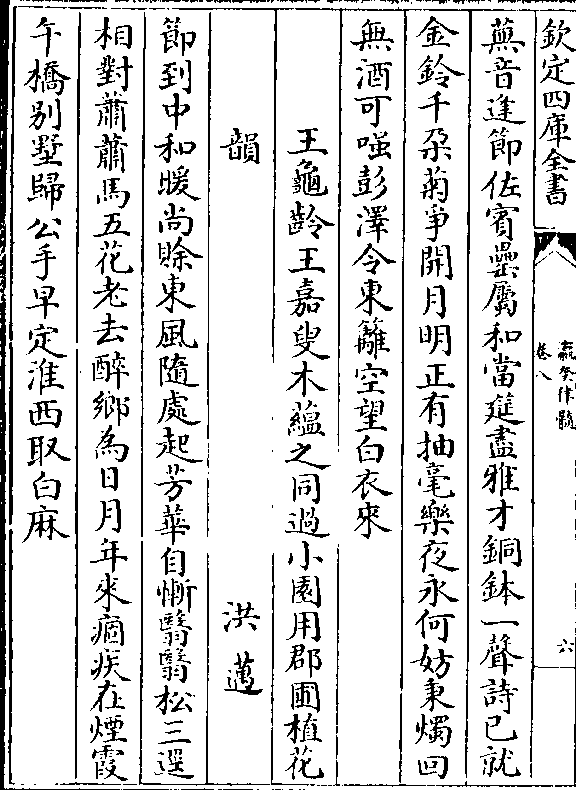 欽定四庫全書
瀛奎律髓
卷八
六
無音逢節佐賓罍屬和當筵盡雅才銅鉢一聲詩已就
金鈴千朶菊爭開月明正有抽毫樂夜永何妨秉燭回
無酒可嗤彭澤令東籬空望白衣來
王龜齡王嘉叟木蘊之同過小園用郡圃植花
韻
洪邁
節到中和暖尚賒東風隨處起芳華自慚翳翳松三逕
相對蕭蕭馬五花老去醉鄉為日月年來痼疾在煙霞
午橋别墅歸公手早定淮西取白麻